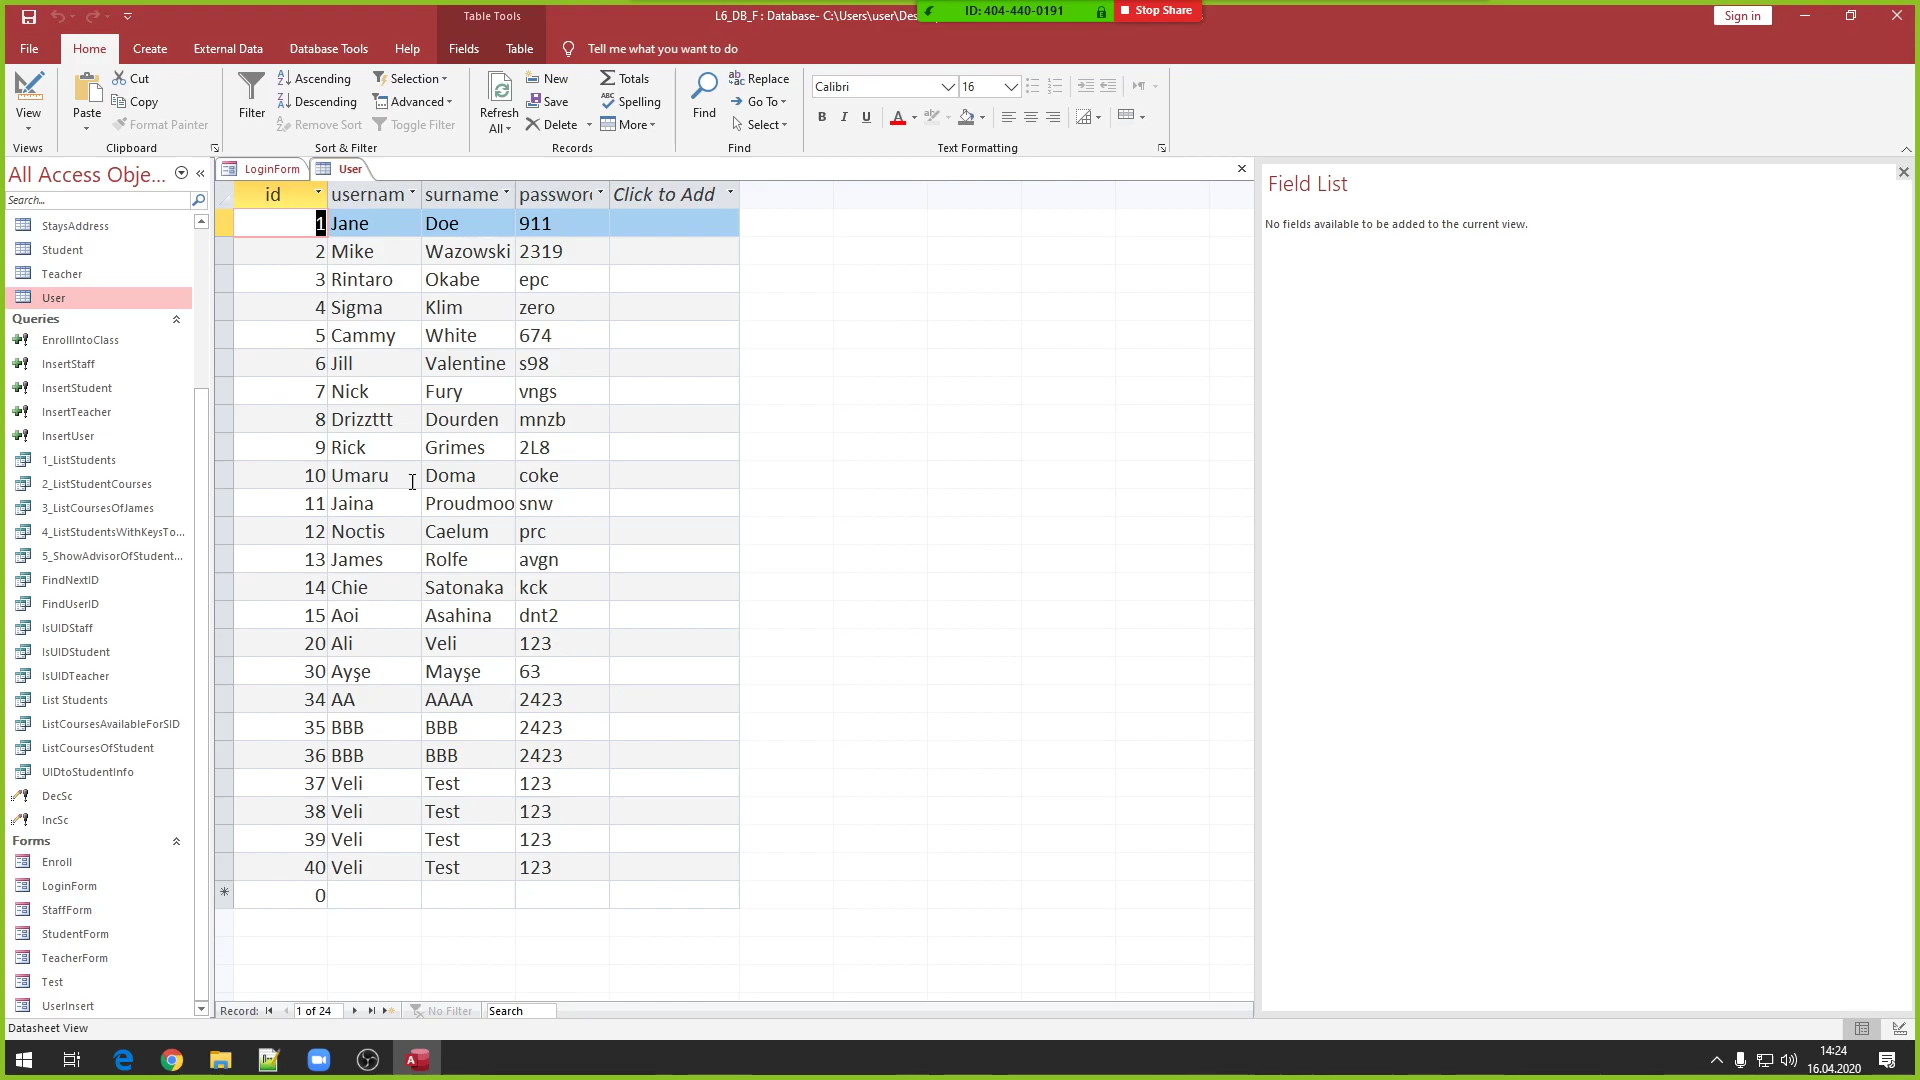 Table Tools
L6_DB_F : Database- C:\Users\user\Des
ID: 404-440-0191
Stop Share
Sign in
File
Home
Create
External Data
Database Tools
Help
Fields
Table
Tell me what you want to do
View
Views
Paste
Cut
Copy
Format Painter
Clipboard
Filter
Ascending
Descending
Remove Sort
Selection
Advanced
Toggle Filter
Sort & Filter
Refresh All
New
Save
Delete
Totals
Spelling
More
Records
Find
Replace
Go To
Select
Find
Calibri
16
B I U
Text Formatting
All Access Obje...
Search...
StaysAddress
Student
Teacher
User
Queries
EnrollIntoClass
InsertStaff
InsertStudent
InsertTeacher
InsertUser
1_ListStudents
2_ListStudentCourses
3_ListCoursesOfJames
4_ListStudentsWithKeysTo...
5_ShowAdvisorOfStudent...
FindNextID
FindUserID
IsUIDStaff
IsUIDStudent
IsUIDTeacher
List Students
ListCoursesAvailableForSID
ListCoursesOfStudent
UIDtoStudentInfo
DecSc
IncSc
Forms
Enroll
LoginForm
StaffForm
StudentForm
TeacherForm
Test
UserInsert
LoginForm
User
id usernam surname password Click to Add
1 Jane Doe 911
2 Mike Wazowski 2319
3 Rintaro Okabe epc
4 Sigma Klim zero
5 Cammy White 674
6 Jill Valentine s98
7 Nick Fury vngs
8 Drizzttt Dourden mnzb
9 Rick Grimes 2L8
10 Umaru Doma coke
11 Jaina Proudmoo snw
12 Noctis Caelum prc
13 James Rolfe avgn
14 Chie Satonaka kck
15 Aoi Asahina dnt2
20 Ali Veli 123
30 Ayşe Mayşe 63
34 AA AAAA 2423
35 BBB BBB 2423
36 BBB BBB 2423
37 Veli Test 123
38 Veli Test 123
39 Veli Test 123
40 Veli Test 123
* 0
Record: 1 of 24 No Filter Search
Field List
No fields available to be added to the current view.
Datasheet View
14:24
16.04.2020